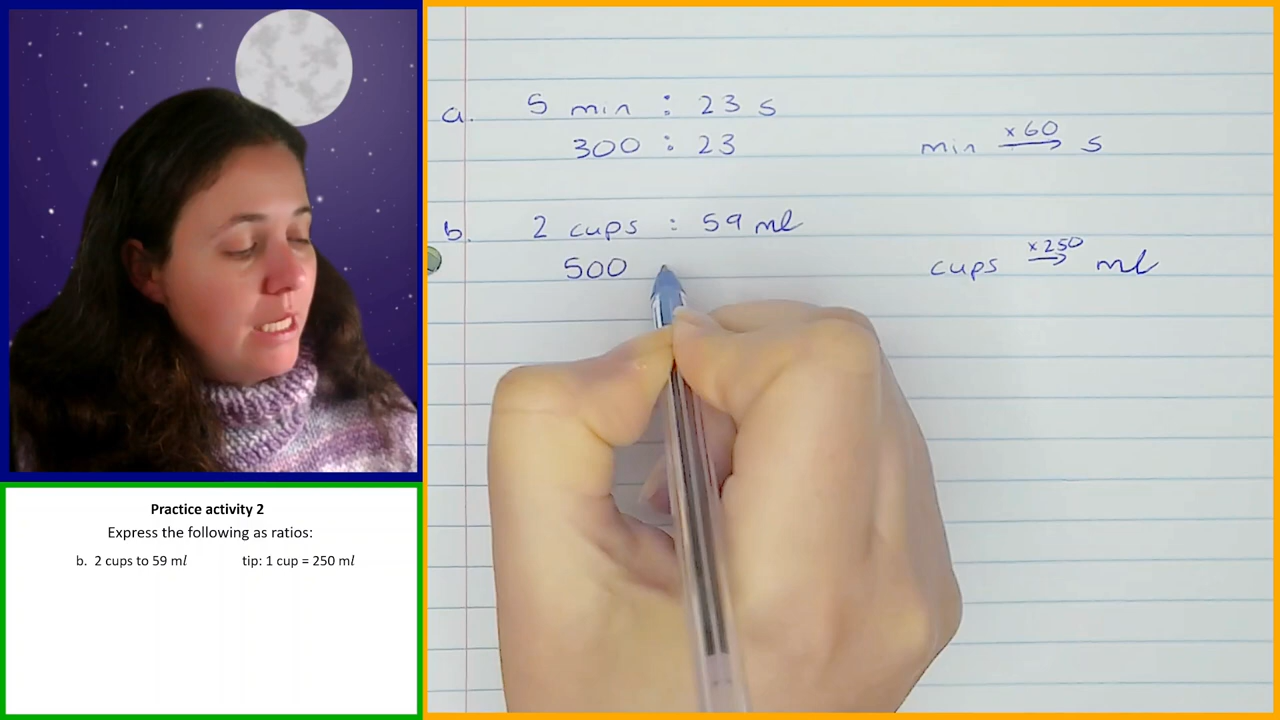 a. 5 min : 23 s
300 : 23
min ×60 → s
b. 2 cups : 59 ml
500
cups ×250 → ml
Practice activity 2
Express the following as ratios:
b. 2 cups to 59 mℓ tip: 1 cup = 250 mℓ